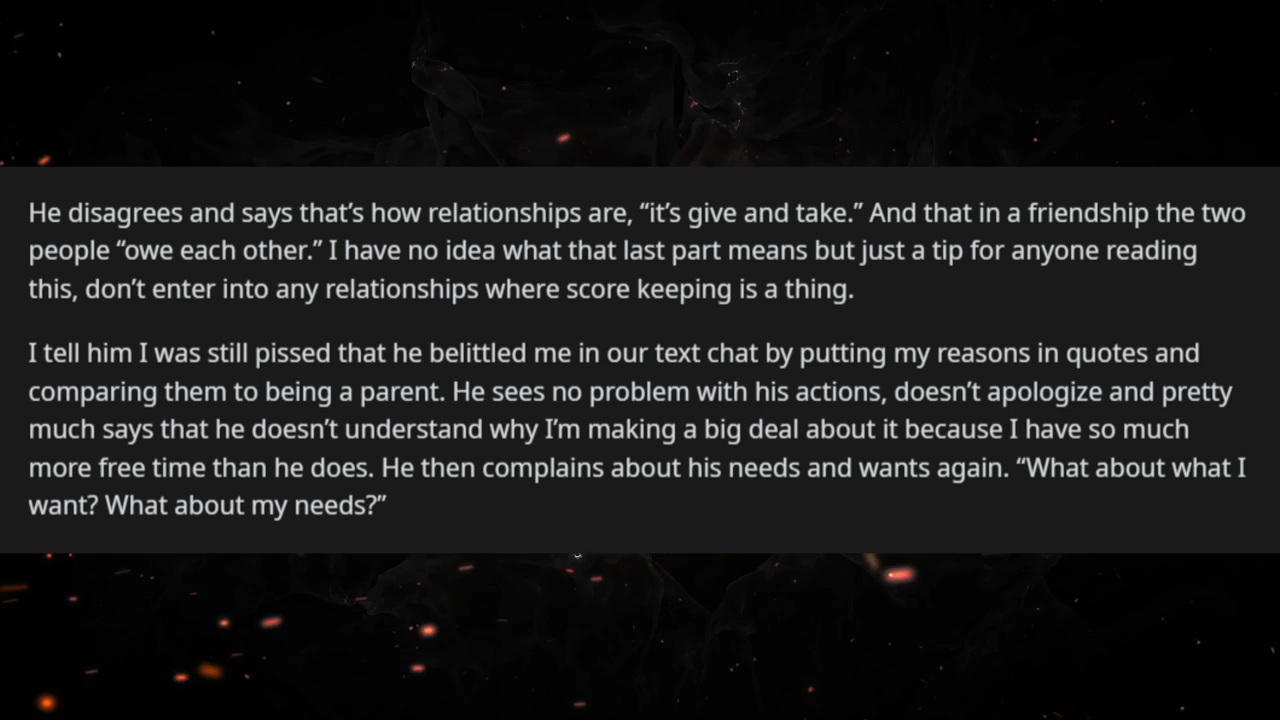 He disagrees and says that’s how relationships are, “it’s give and take.” And that in a friendship the two
people “owe each other.” I have no idea what that last part means but just a tip for anyone reading
this, don’t enter into any relationships where score keeping is a thing.
I tell him I was still pissed that he belittled me in our text chat by putting my reasons in quotes and
comparing them to being a parent. He sees no problem with his actions, doesn’t apologize and pretty
much says that he doesn’t understand why I’m making a big deal about it because I have so much
more free time than he does. He then complains about his needs and wants again. “What about what I
want? What about my needs?”